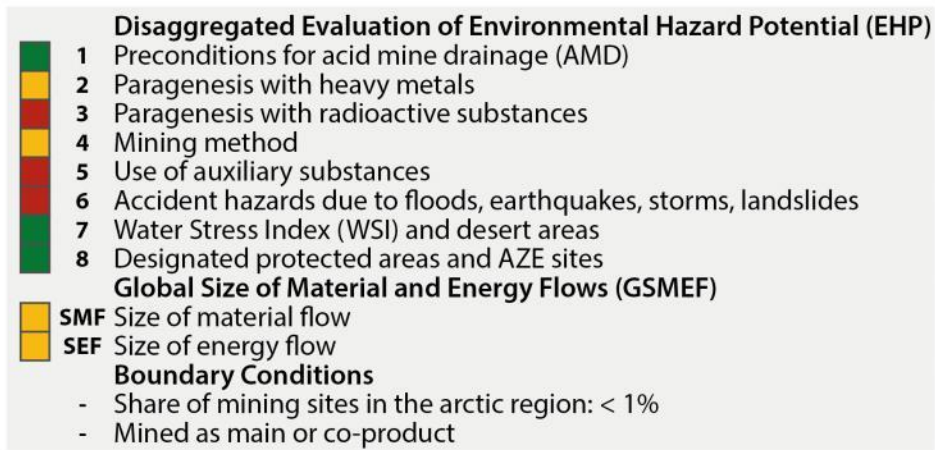 Disaggregated Evaluation of Environmental Hazard Potential (EHP)
1 Preconditions for acid mine drainage (AMD)
2 Paragenesis with heavy metals
3 Paragenesis with radioactive substances
4 Mining method
5 Use of auxiliary substances
6 Accident hazards due to floods, earthquakes, storms, landslides
7 Water Stress Index (WSI) and desert areas
8 Designated protected areas and AZE sites
Global Size of Material and Energy Flows (GSMEF)
SMF Size of material flow
SEF Size of energy flow
Boundary Conditions
- Share of mining sites in the arctic region: < 1%
- Mined as main or co-product